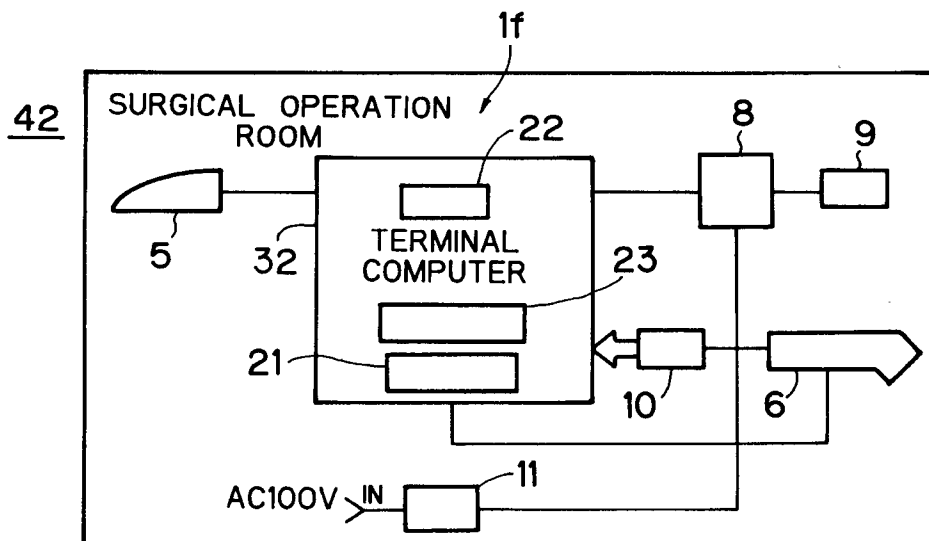 1f
SURGICAL OPERATION
ROOM
42
22
8
9
5
32
TERMINAL
COMPUTER
23
21
10
6
11
AC100V IN